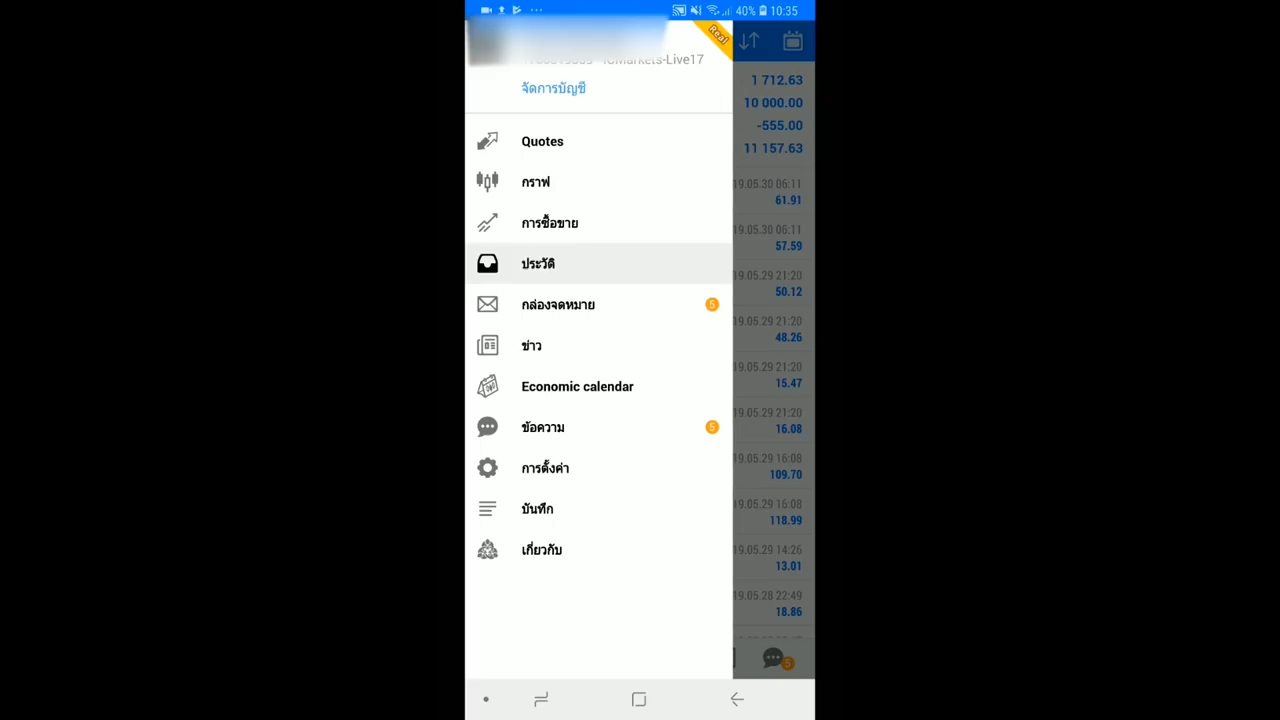 40% 10:35
Real
-Live17
จัดการบัญชี
Quotes
กราฟ
การซื้อขาย
ประวัติ
กล่องจดหมาย 5
ข่าว
Economic calendar
ข้อความ 5
การตั้งค่า
บันทึก
เกี่ยวกับ
1 712.63
10 000.00
-555.00
11 157.63
19.05.30 06:11
61.91
19.05.30 06:11
57.59
19.05.29 21:20
50.12
19.05.29 21:20
48.26
19.05.29 21:20
15.47
19.05.29 21:20
16.08
19.05.29 16:08
109.70
19.05.29 16:08
118.99
19.05.29 14:26
13.01
19.05.28 22:49
18.86
5